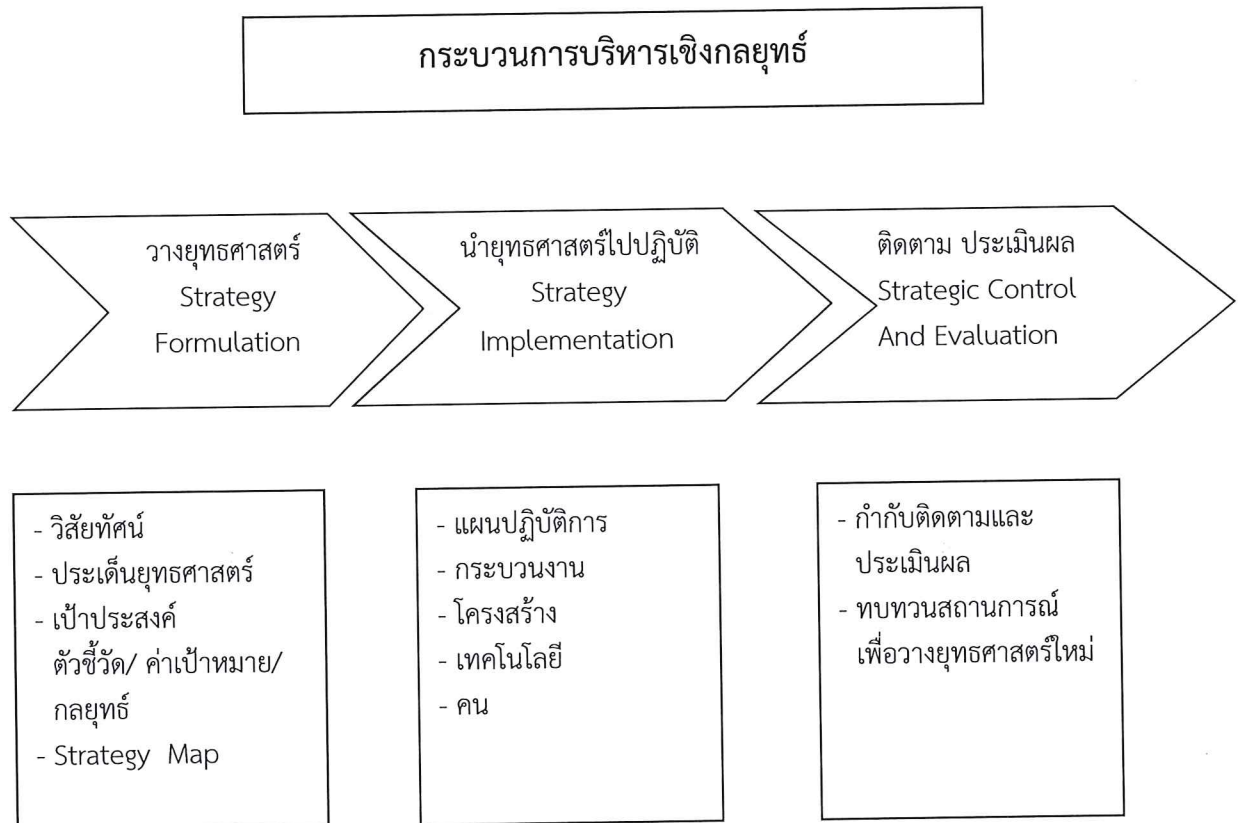 กระบวนการบริหารเชิงกลยุทธ์
วางยุทธศาสตร์
Strategy
Formulation
นำยุทธศาสตร์ไปปฏิบัติ
Strategy
Implementation
ติดตาม ประเมินผล
Strategic Control
And Evaluation
- วิสัยทัศน์
- ประเด็นยุทธศาสตร์
- เป้าประสงค์
ตัวชี้วัด/ ค่าเป้าหมาย/
กลยุทธ์
- Strategy Map
- แผนปฏิบัติการ
- กระบวนงาน
- โครงสร้าง
- เทคโนโลยี
- คน
- กำกับติดตามและ
ประเมินผล
- ทบทวนสถานการณ์
เพื่อวางยุทธศาสตร์ใหม่